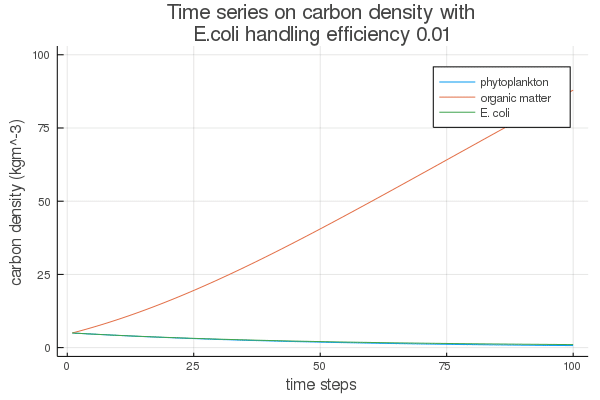 Time series on carbon density with
E.coli handling efficiency 0.01
100
75
50
25
0
carbon density (kgm^-3)
phytoplankton
organic matter
E. coli
0
25
50
75
100
time steps